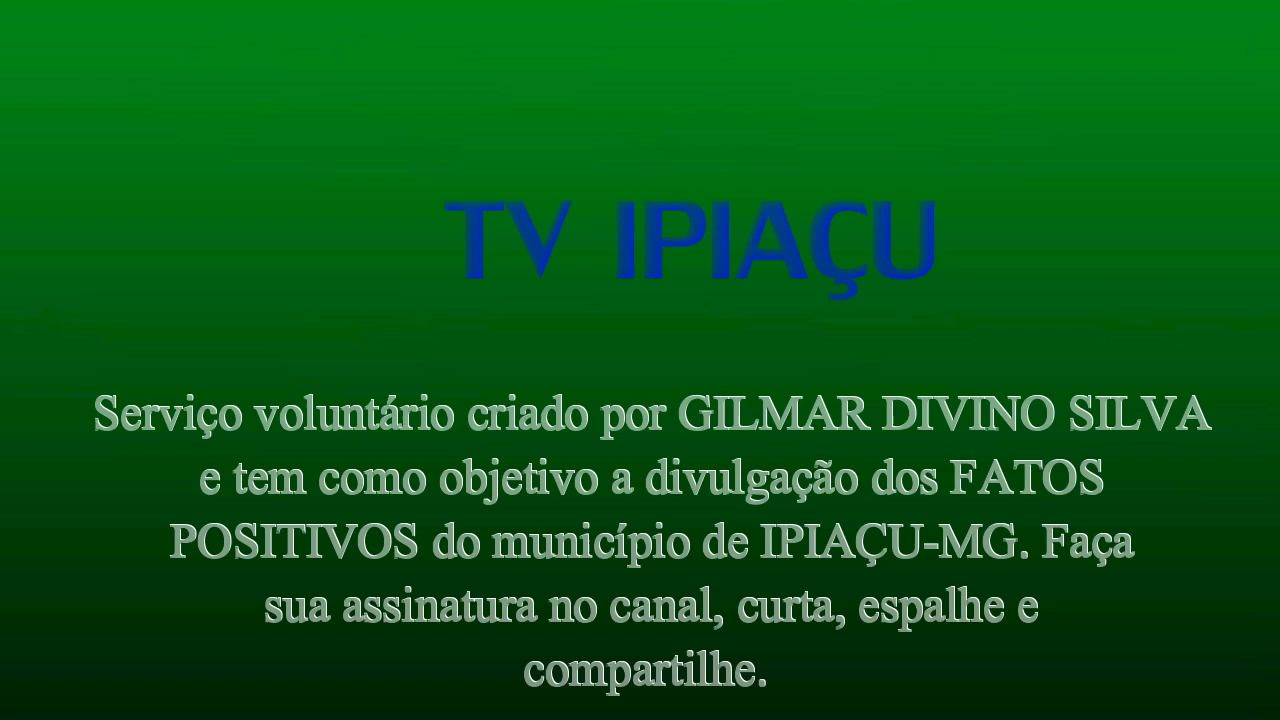 TV IPIAÇU
Serviço voluntário criado por GILMAR DIVINO SILVA
e tem como objetivo a divulgação dos FATOS
POSITIVOS do município de IPIAÇU-MG. Faça
sua assinatura no canal, curta, espalhe e
compartilhe.